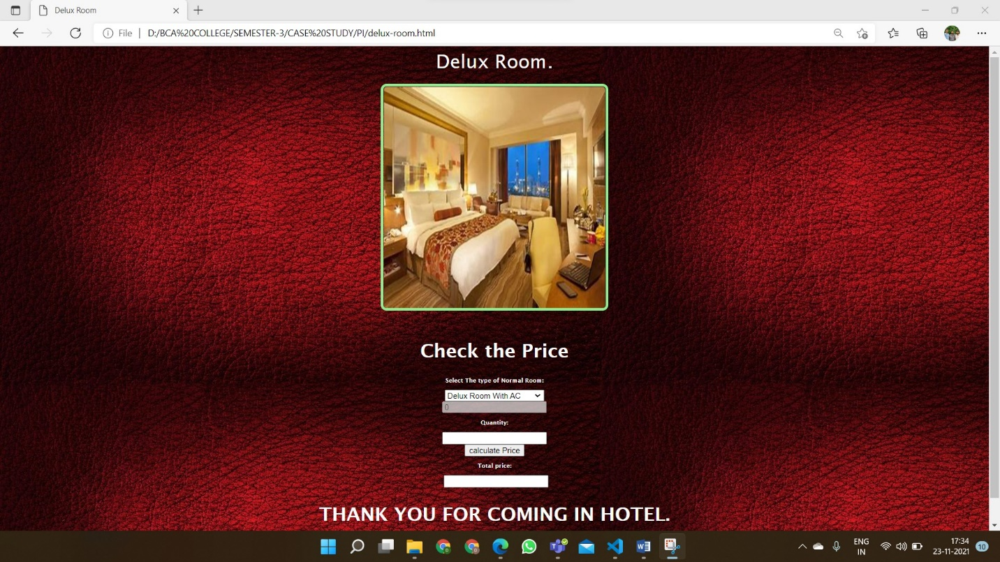 Delux Room
File
D:/BCA%20COLLEGE/SEMESTER-3/CASE%20STUDY/PI/delux-room.html
Delux Room.
Check the Price
Select The type of Normal Room:
Delux Room With AC
0
Quantity:
calculate Price
Total price:
THANK YOU FOR COMING IN HOTEL.
ENG
IN
17:34
23-11-2021
10